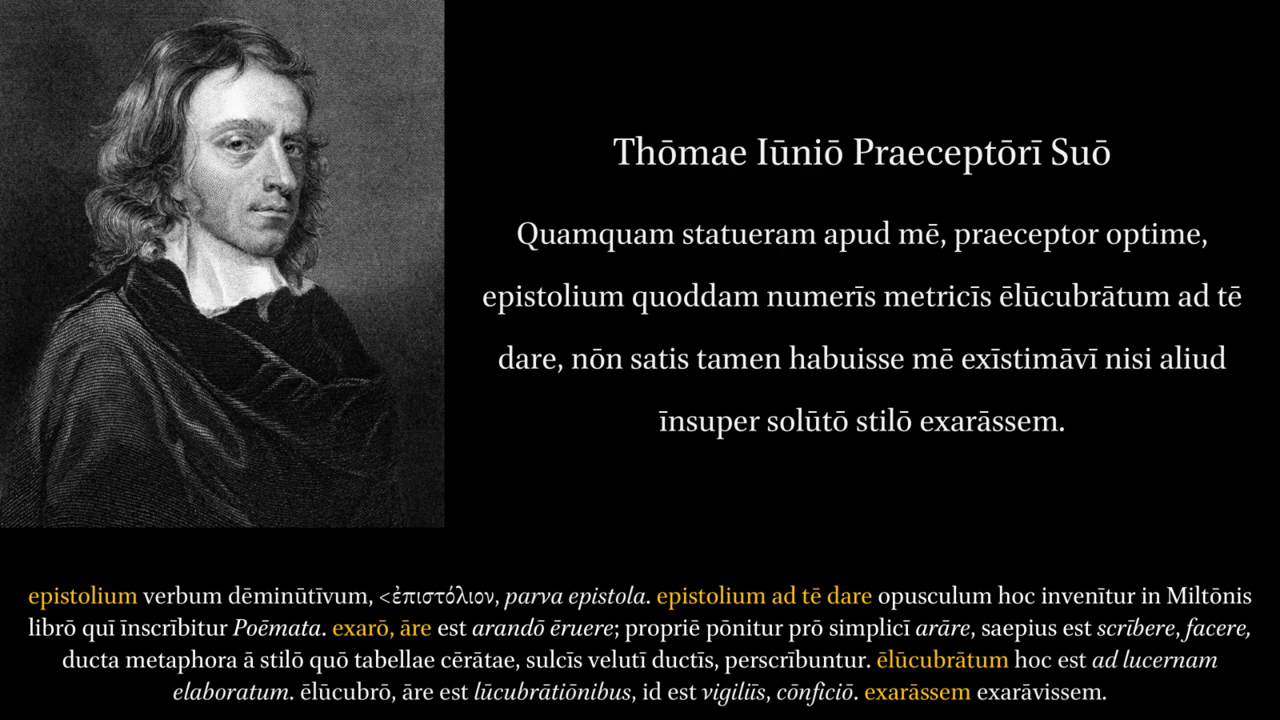 Thōmae Iūniō Praeceptōrī Suō
Quamquam statueram apud mē, praeceptor optime,
epistolium quoddam numerīs metricīs ēlūcubrātum ad tē
dare, nōn satis tamen habuisse mē exīstimāvī nisi aliud
īnsuper solūtō stilō exarāssem.
epistolium verbum dēminūtīvum, <ἐπιστόλιον, parva epistola. epistolium ad tē dare opusculum hoc invenītur in Miltōnis
librō quī īnscrībitur Poēmata. exarō, āre est arandō ēruere; propriē pōnitur prō simplicī arāre, saepius est scrībere, facere,
ducta metaphora ā stilō quō tabellae cērātae, sulcīs velutī ductīs, perscrībuntur. ēlūcubrātum hoc est ad lucernam
elaboratum. ēlūcubrō, āre est lūcubrātiōnibus, id est vigiliīs, cōnficiō. exarāssem exarāvissem.